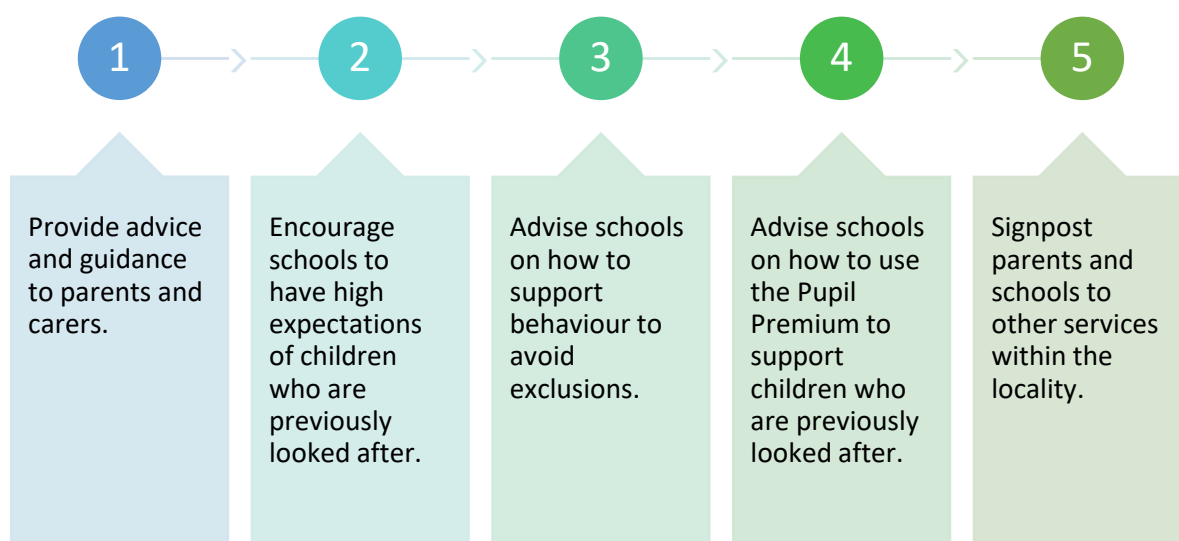 1
2
3
4
5
Provide advice
and guidance
to parents and
carers.
Encourage
schools to
have high
expectations
of children
who are
previously
looked after.
Advise schools
on how to
support
behaviour to
avoid
exclusions.
Advise schools
on how to use
the Pupil
Premium to
support
children who
are previously
looked after.
Signpost
parents and
schools to
other services
within the
locality.